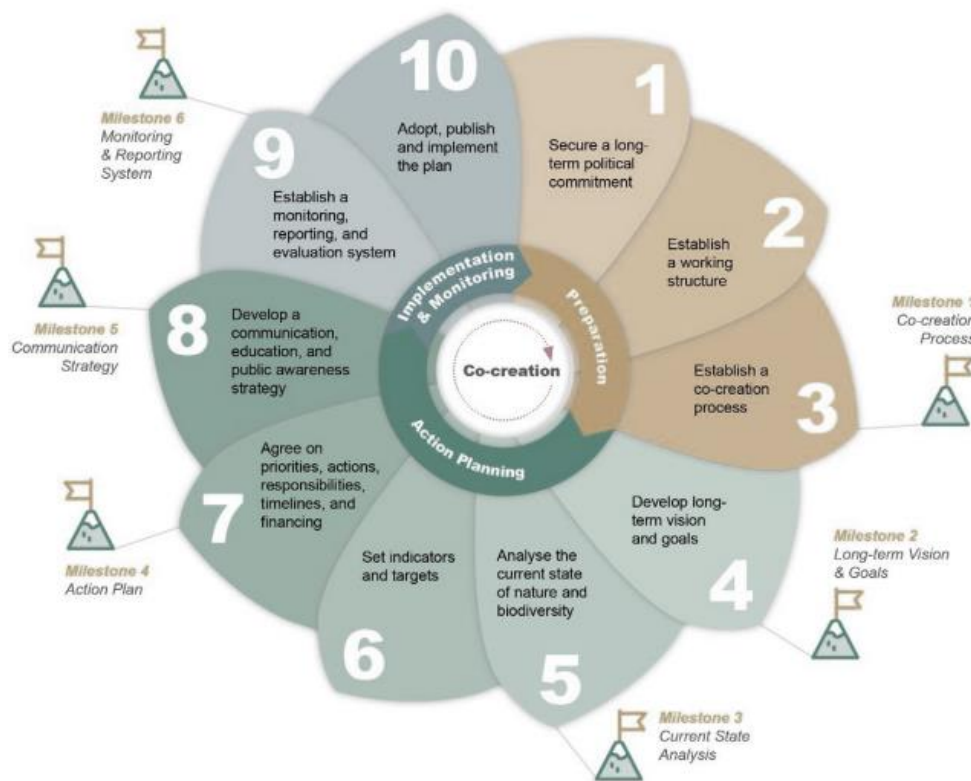 1
Secure a long-
term political
commitment
2
Establish
a working
structure
3
Establish a
co-creation
process
Milestone 1
Co-creation
Process
4
Develop long-
term vision
and goals
Milestone 2
Long-term Vision
& Goals
5
Analyse the
current state
of nature and
biodiversity
Milestone 3
Current State
Analysis
6
Set indicators
and targets
7
Agree on
priorities, actions,
responsibilities,
timelines, and
financing
Milestone 4
Action Plan
8
Develop a
communication,
education, and
public awareness
strategy
Milestone 5
Communication
Strategy
9
Establish a
monitoring,
reporting, and
evaluation system
Milestone 6
Monitoring
& Reporting
System
10
Adopt, publish
and implement
the plan
Preparation
Action Planning
Implementation
& Monitoring
Co-creation